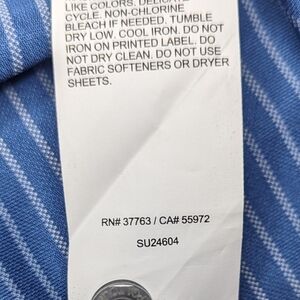 LIKE COLORS. DELICATE
CYCLE. NON-CHLORINE
BLEACH IF NEEDED. TUMBLE
DRY LOW. COOL IRON. DO NOT
IRON ON PRINTED LABEL. DO
NOT DRY CLEAN. DO NOT USE
FABRIC SOFTENERS OR DRYER
SHEETS.
RN# 37763 / CA# 55972
SU24604